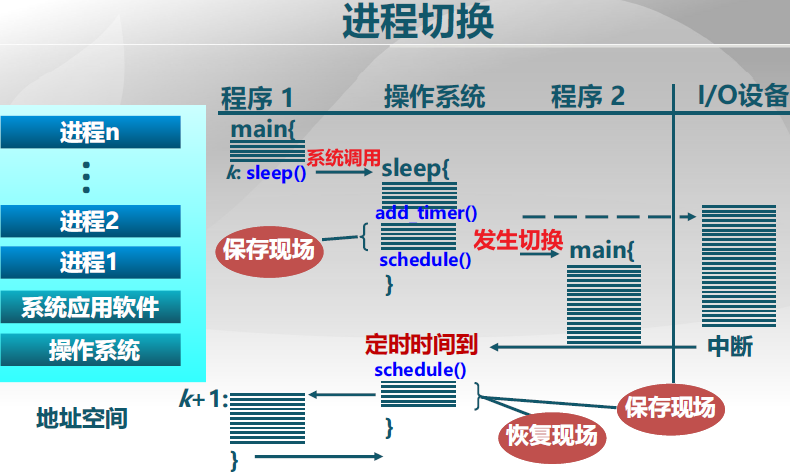 进程切换
程序 1
操作系统
程序 2
I/O设备
进程n
进程2
进程1
系统应用软件
操作系统
地址空间
main{
k: sleep()
系统调用
sleep{
add_timer()
保存现场
schedule()
}
发生切换
main{
中断
定时时间到
schedule()
}
保存现场
恢复现场
k+1:
}